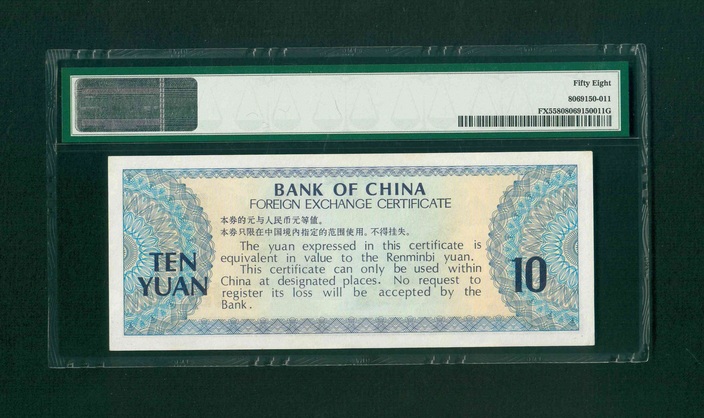 Fifty Eight
8069150-011
FX55808069150011G
BANK OF CHINA
FOREIGN EXCHANGE CERTIFICATE
本券的元与人民币元等值。
本券只限在中国境内指定的范围使用,不得挂失。
The yuan expressed in this certificate is
equivalent in value to the Renminbi yuan.
This certificate can only be used within
China at designated places. No request to
register its loss will be accepted by the
Bank.
TEN
YUAN
10